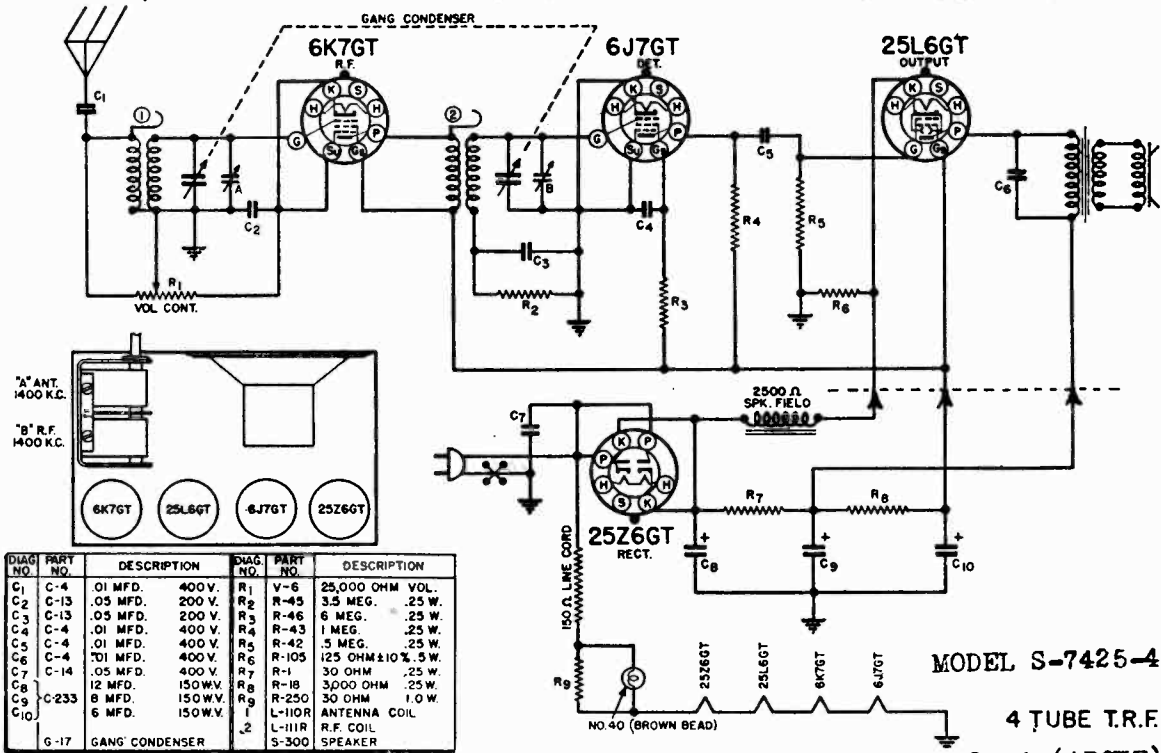 GANG CONDENSER
6K7GT
R.F.
6J7GT
DET.
25L6GT
OUTPUT
C1
1
A
C2
R1
VOL CONT.
K S H H G P Su Gs
2
B
C3
R2
C4
R3
K S H H G P Su Gs
C5
R4
R5
R6
K S H H P G Gs
C6
"A" ANT.
1400 K.C.
"B" R.F.
1400 K.C.
6K7GT
25L6GT
6J7GT
25Z6GT
C7
K P P H H S K
25Z6GT
RECT.
2500 Ω
SPK. FIELD
R7
R8
+
C8
+
C9
+
C10
150 Ω LINE CORD
R9
NO. 40 (BROWN BEAD)
25Z6GT
25L6GT
6K7GT
6J7GT
MODEL S-7425-4
4 TUBE T.R.F.
DIAG. NO. PART NO. DESCRIPTION DIAG. NO. PART NO. DESCRIPTION
C1 C-4 .01 MFD. 400 V. R1 V-6 25,000 OHM VOL.
C2 C-13 .05 MFD. 200 V. R2 R-45 3.5 MEG. .25 W.
C3 C-13 .05 MFD. 200 V. R3 R-46 6 MEG. .25 W.
C4 C-4 .01 MFD. 400 V. R4 R-43 1 MEG. .25 W.
C5 C-4 .01 MFD. 400 V. R5 R-42 .5 MEG. .25 W.
C6 C-4 .01 MFD. 400 V. R6 R-105 125 OHM±10% .5 W.
C7 C-14 .05 MFD. 400 V. R7 R-1 30 OHM .25 W.
C8 12 MFD. 150 W.V. R8 R-18 3,000 OHM .25 W.
C9 C-233 8 MFD. 150 W.V. R9 R-250 30 OHM 1.0 W.
C10 6 MFD. 150 W.V. 1 L-110R ANTENNA COIL
2 L-111R R.F. COIL
G-17 GANG CONDENSER S-300 SPEAKER